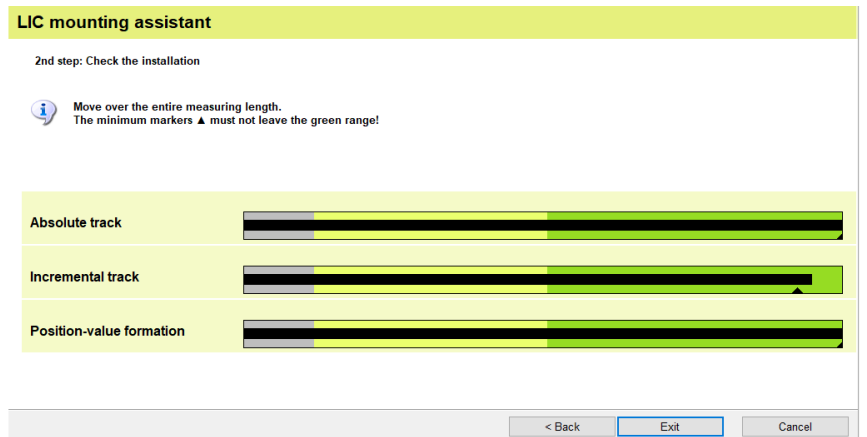 LIC mounting assistant
2nd step: Check the installation
Move over the entire measuring length.
The minimum markers ▲ must not leave the green range!
Absolute track
Incremental track
Position-value formation
< Back
Exit
Cancel